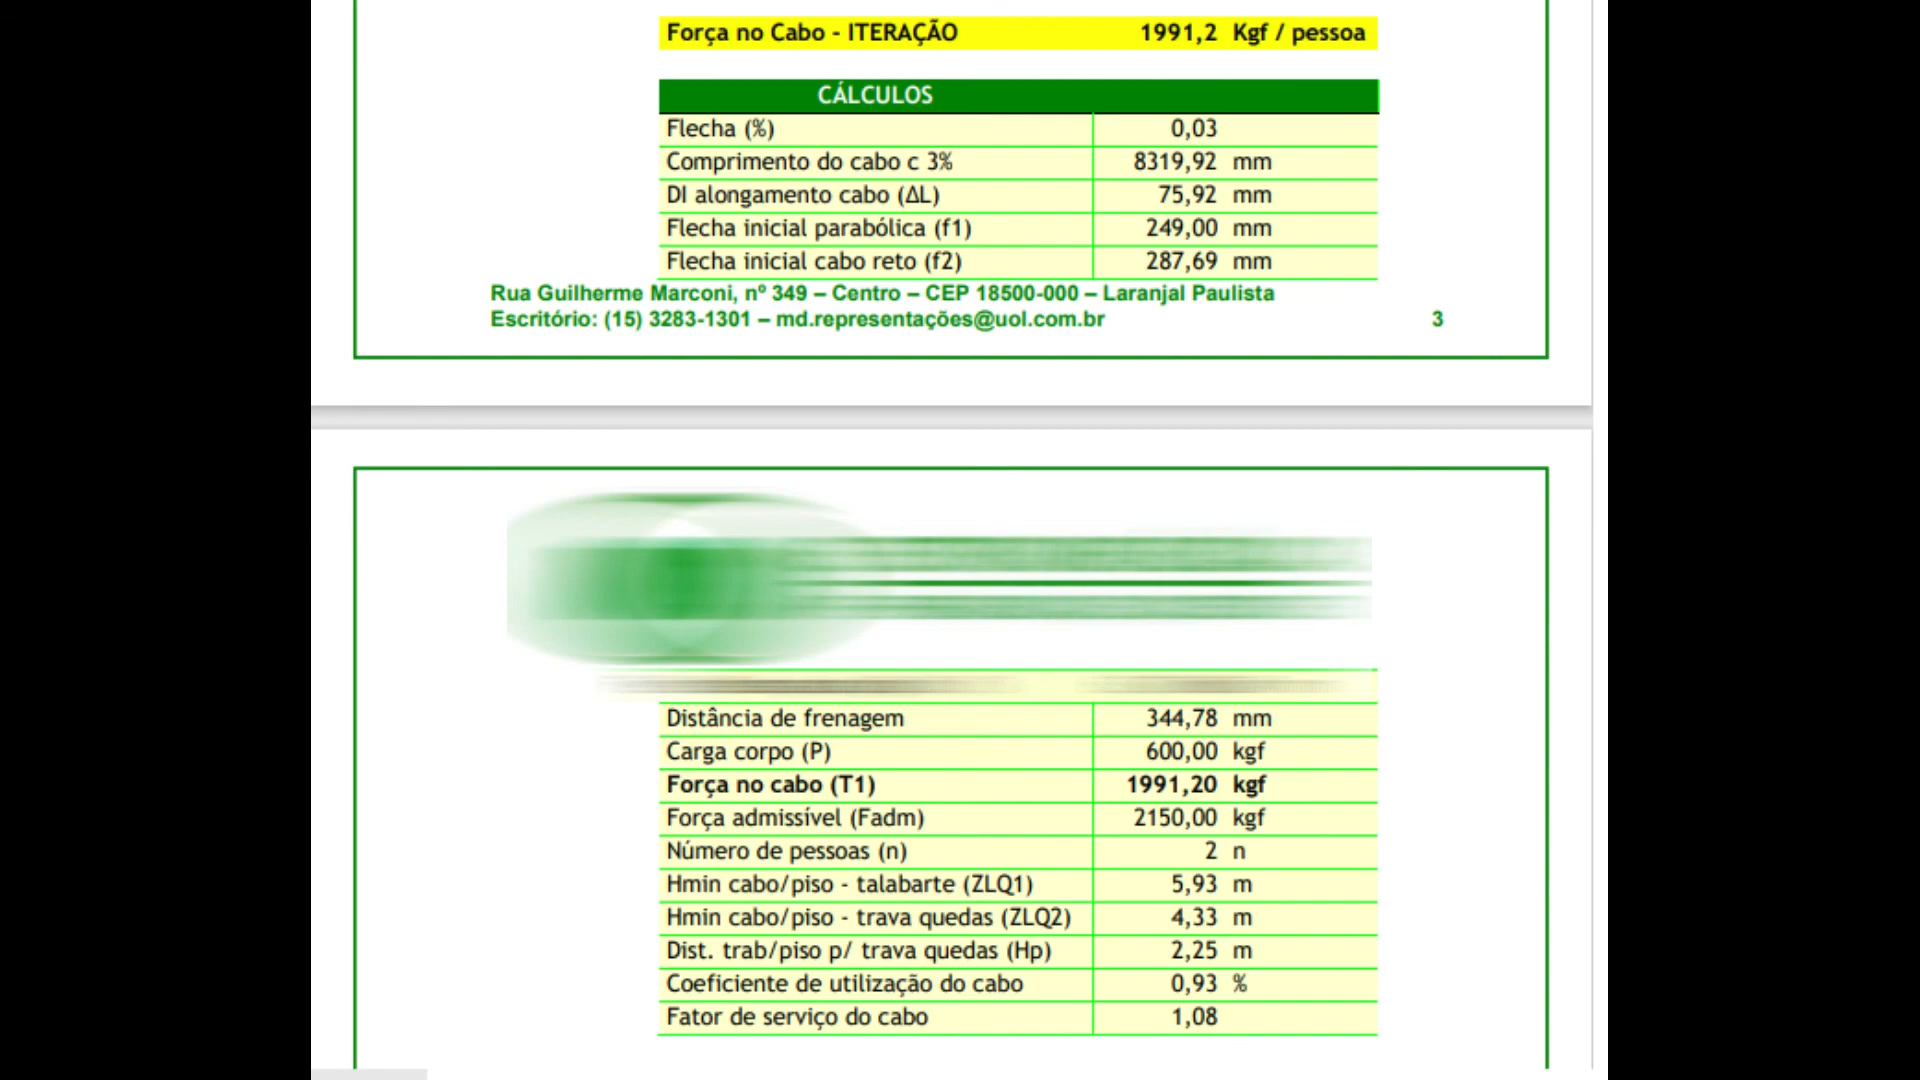 Força no Cabo - ITERAÇÃO 1991,2 Kgf / pessoa
CÁLCULOS
Flecha (%) 0,03
Comprimento do cabo c 3% 8319,92 mm
Dl alongamento cabo (ΔL) 75,92 mm
Flecha inicial parabólica (f1) 249,00 mm
Flecha inicial cabo reto (f2) 287,69 mm
Rua Guilherme Marconi, nº 349 – Centro – CEP 18500-000 – Laranjal Paulista
Escritório: (15) 3283-1301 – md.representações@uol.com.br 3
Distância de frenagem 344,78 mm
Carga corpo (P) 600,00 kgf
Força no cabo (T1) 1991,20 kgf
Força admissível (Fadm) 2150,00 kgf
Número de pessoas (n) 2 n
Hmin cabo/piso - talabarte (ZLQ1) 5,93 m
Hmin cabo/piso - trava quedas (ZLQ2) 4,33 m
Dist. trab/piso p/ trava quedas (Hp) 2,25 m
Coeficiente de utilização do cabo 0,93 %
Fator de serviço do cabo 1,08